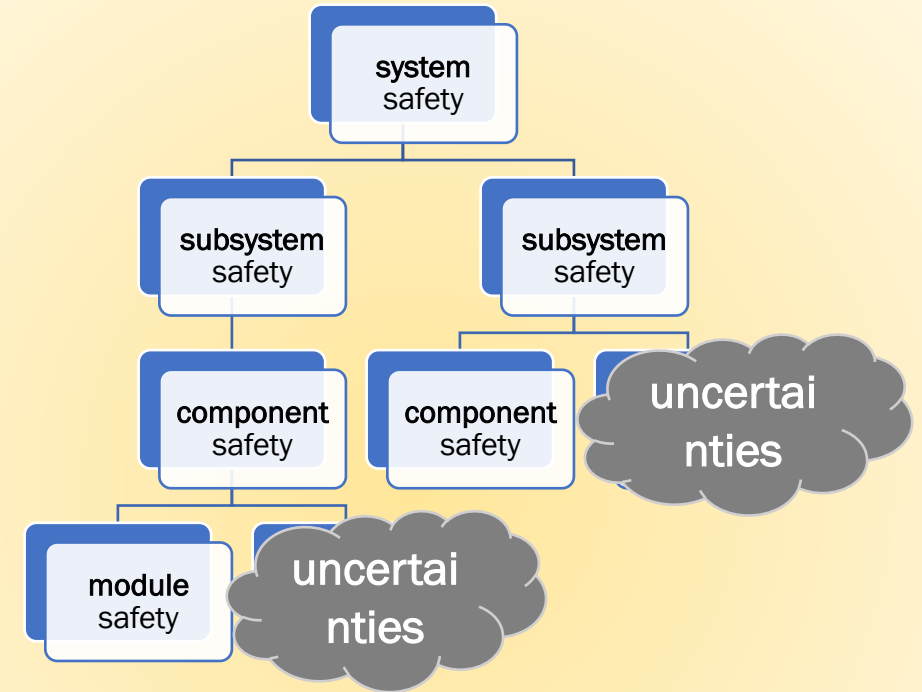 system
safety
subsystem
safety
subsystem
safety
component
safety
component
safety
uncertai
nties
module
safety
uncertai
nties